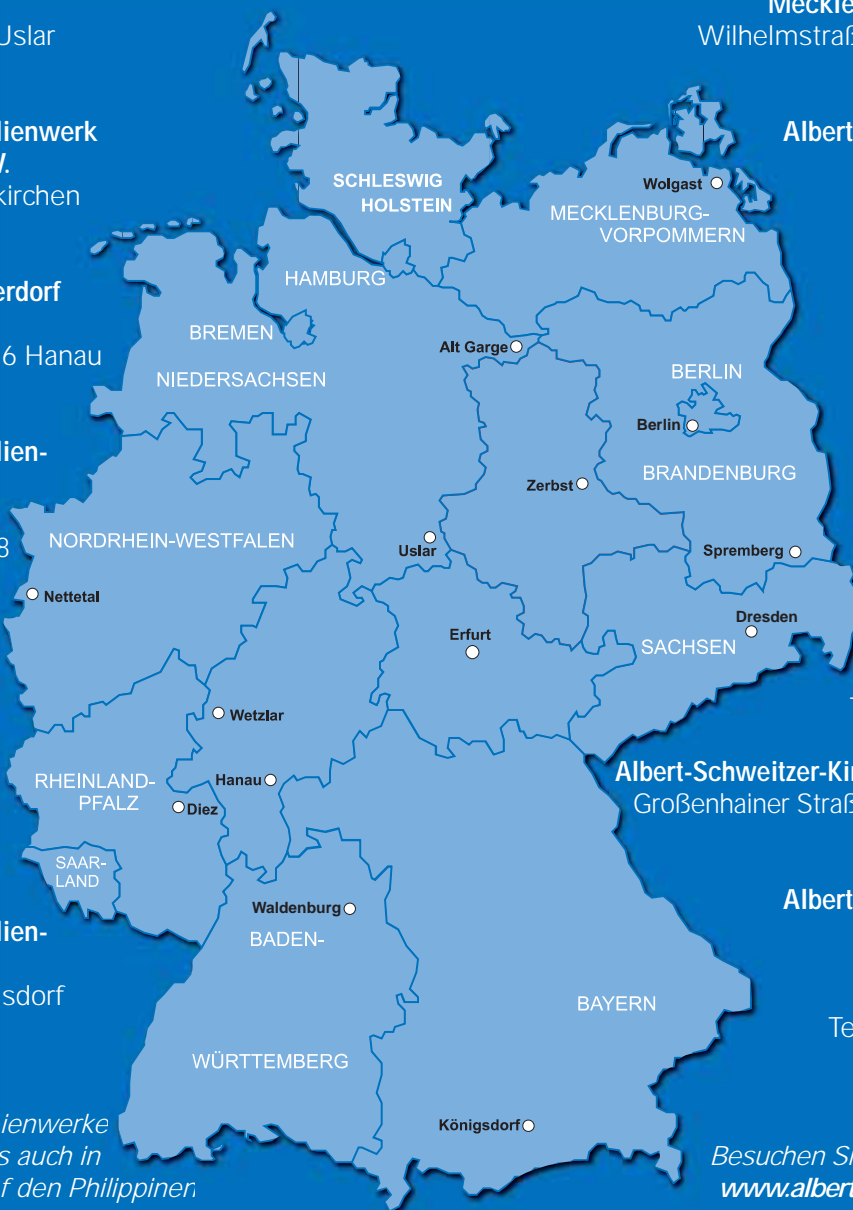 Uslar
lienwerk
kirchen
erdorf
6 Hanau
lien-
8
lien-
sdorf
ienwerke
s auch in
f den Philippinen
SCHLESWIG
HOLSTEIN
Wolgast
MECKLENBURG-
VORPOMMERN
HAMBURG
BREMEN
NIEDERSACHSEN
Alt Garge
BERLIN
Berlin
BRANDENBURG
Zerbst
NORDRHEIN-WESTFALEN
Uslar
Spremberg
Nettetal
Erfurt
Dresden
SACHSEN
Wetzlar
RHEINLAND-
PFALZ
Hanau
Diez
SAAR-
LAND
Waldenburg
BADEN-
WÜRTTEMBERG
BAYERN
Königsdorf
Meckle
Wilhelmstraß
Albert
Albert-Schweitzer-Kin
Großenhainer Straß
Albert
Te
Besuchen Si
www.albert